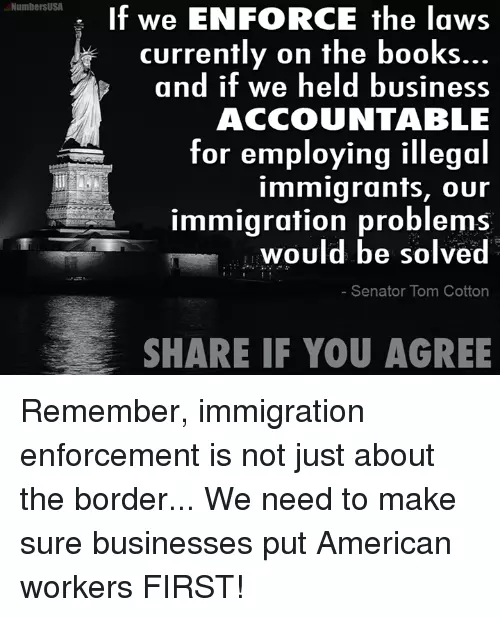 NumbersUSA
If we ENFORCE the laws
currently on the books...
and if we held business
ACCOUNTABLE
for employing illegal
immigrants, our
immigration problems
would be solved
- Senator Tom Cotton
SHARE IF YOU AGREE
Remember, immigration
enforcement is not just about
the border... We need to make
sure businesses put American
workers FIRST!